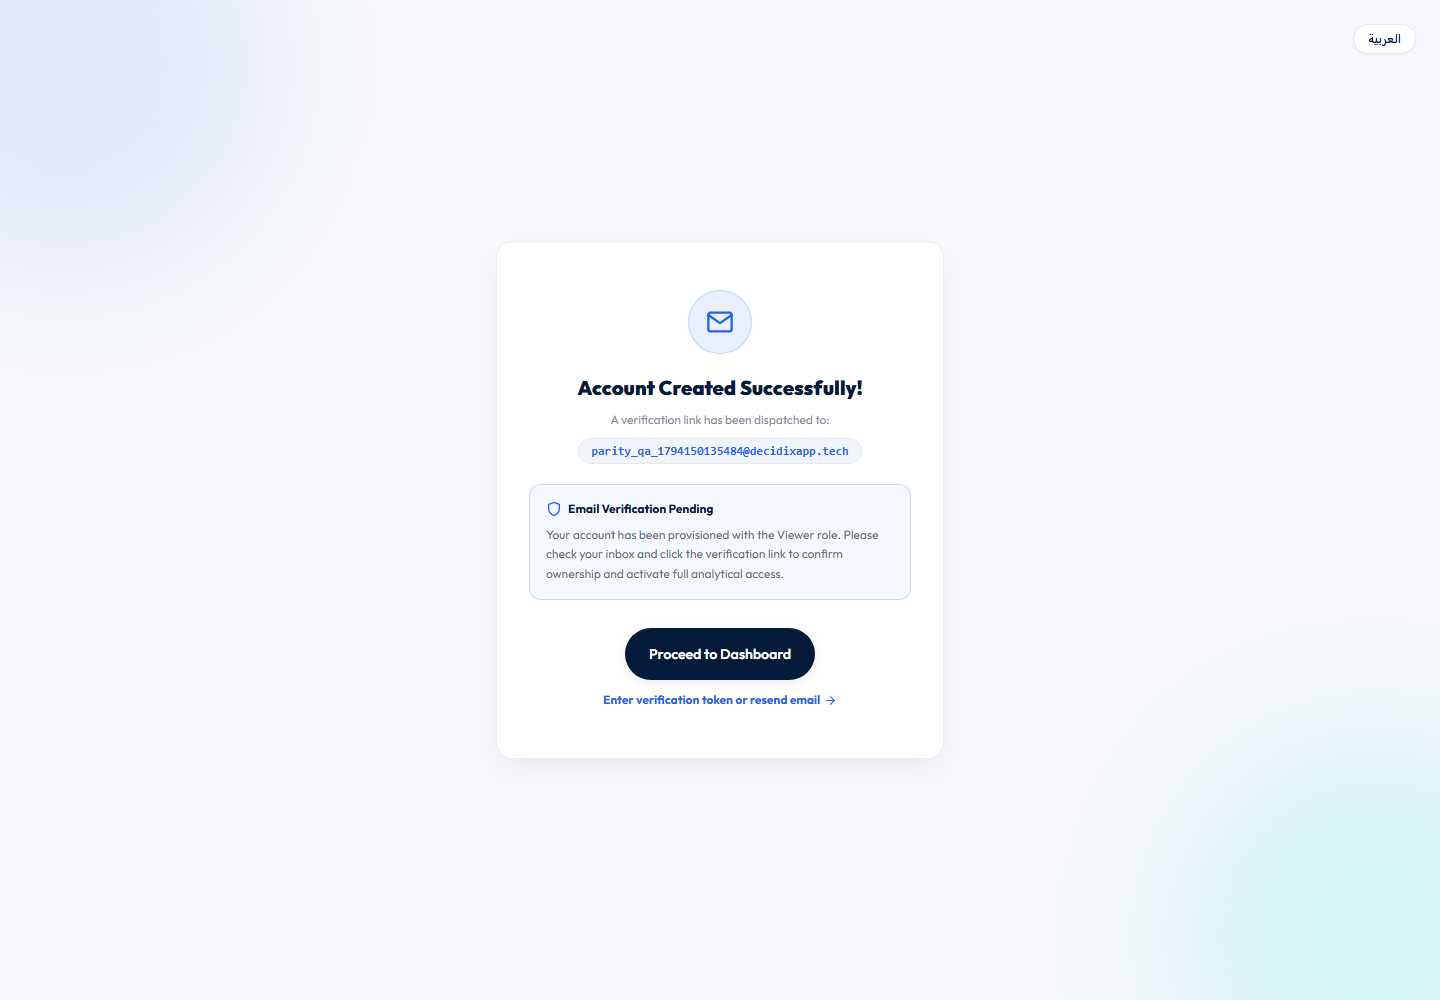 العربية
Account Created Successfully!
A verification link has been dispatched to:
parity_qa_1794150135484@decidixapp.tech
Email Verification Pending
Your account has been provisioned with the Viewer role. Please
check your inbox and click the verification link to confirm
ownership and activate full analytical access.
Proceed to Dashboard
Enter verification token or resend email →